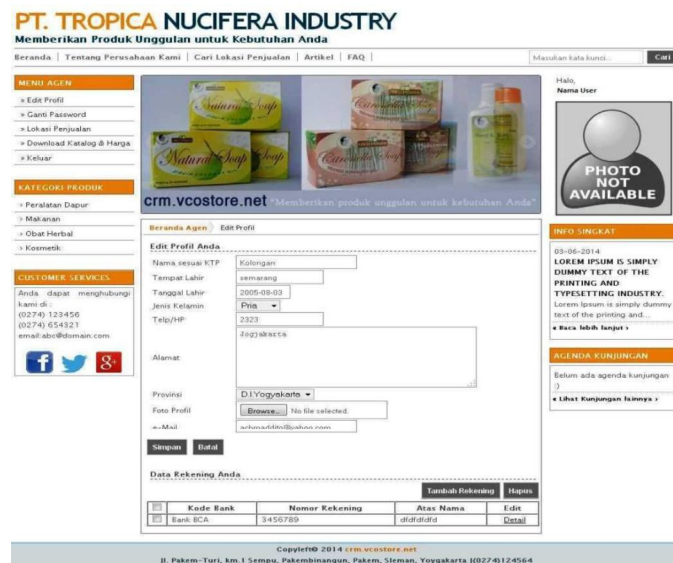 PT. TROPICA NUCIFERA INDUSTRY
Memberikan Produk Unggulan untuk Kebutuhan Anda
Beranda | Tentang Perusahaan Kami | Cari Lokasi Penjualan | Artikel | FAQ |
Masukan kata kunci...
Cari
MENU AGEN
» Edit Profil
» Ganti Password
» Lokasi Penjualan
» Download Katalog & Harga
» Keluar
KATEGORI PRODUK
› Peralatan Dapur
› Makanan
› Obat Herbal
› Kosmetik
CUSTOMER SERVICES
Anda dapat menghubungi
kami di :
(0274) 123456
(0274) 654321
email:abc@domain.com
Natural Soap
Natural Soap
crm.vcostore.net "Memberikan produk unggulan untuk kebutuhan Anda"
Beranda Agen Edit Profil
Edit Profil Anda
Nama sesuai KTP Kolongan
Tempat Lahir semarang
Tanggal Lahir 2005-08-03
Jenis Kelamin Pria
Telp/HP 2323
Alamat Jogjakarta
Provinsi D.I.Yogyakarta
Foto Profil Browse... No file selected.
e-Mail achmaddito@yahoo.com
Simpan Batal
Data Rekening Anda
Tambah Rekening Hapus
Kode Bank Nomor Rekening Atas Nama Edit
Bank BCA 3456789 dfdfdfdfd Detail
Halo,
Nama User
PHOTO
NOT
AVAILABLE
INFO SINGKAT
03-06-2014
LOREM IPSUM IS SIMPLY
DUMMY TEXT OF THE
PRINTING AND
TYPESETTING INDUSTRY.
Lorem Ipsum is simply dummy
text of the printing and...
« Baca lebih lanjut »
AGENDA KUNJUNGAN
Belum ada agenda kunjungan
:)
« Lihat Kunjungan lainnya »
Copyleft© 2014 crm.vcostore.net
Jl. Pakem-Turi, km.1 Sempu, Pakembinangun, Pakem, Sleman, Yoygakarta |(0274)124564